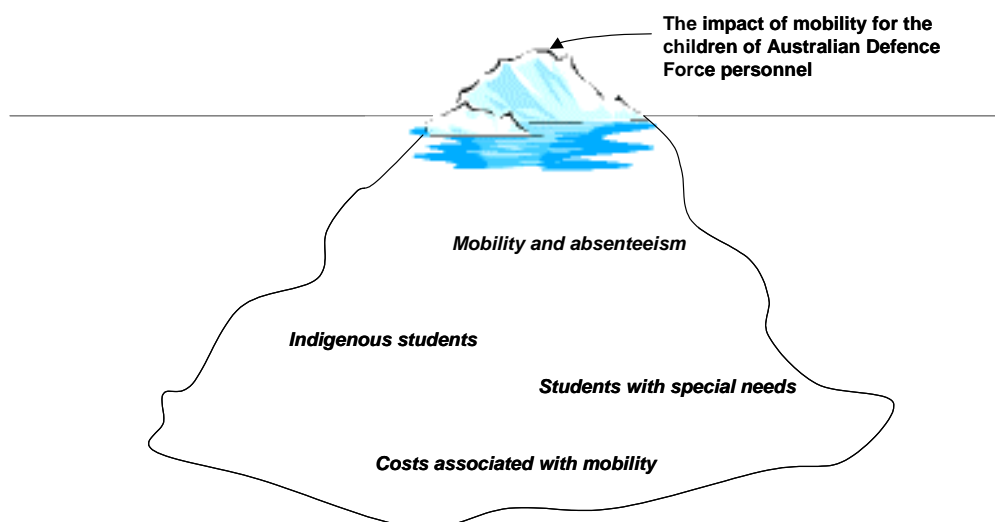 The impact of mobility for the
children of Australian Defence
Force personnel
Mobility and absenteeism
Indigenous students
Students with special needs
Costs associated with mobility